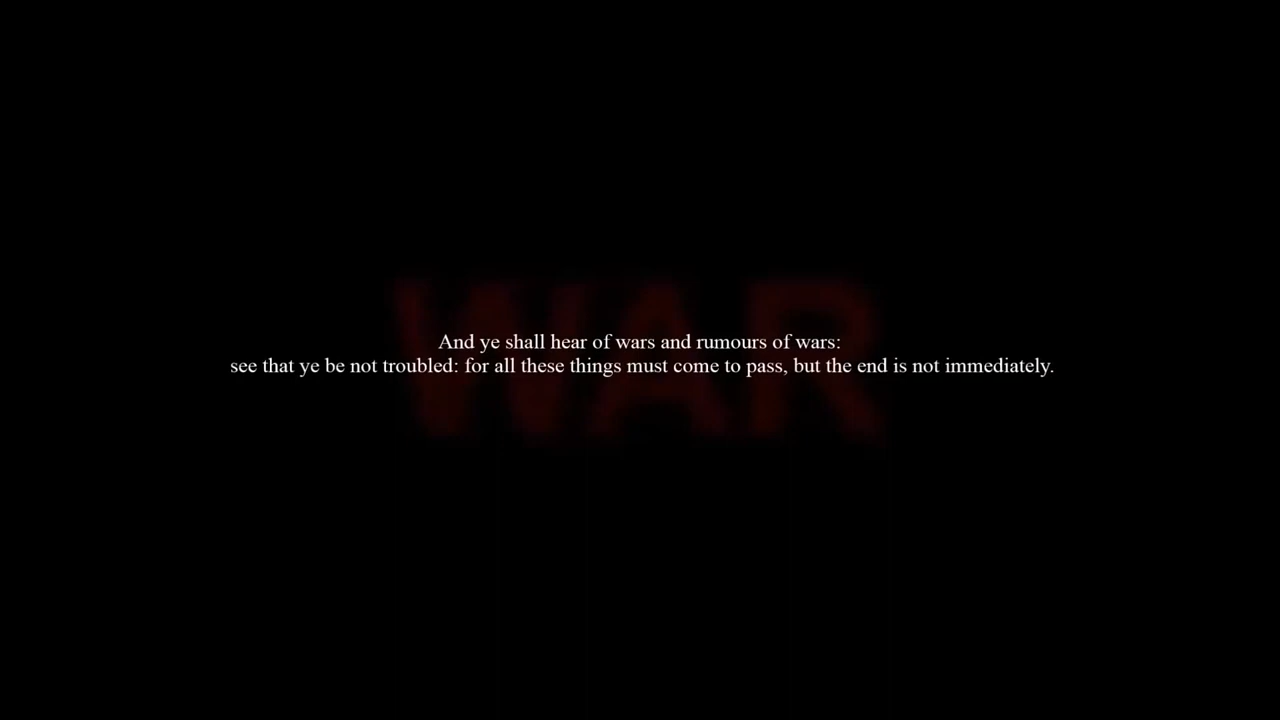 WAR
And ye shall hear of wars and rumours of wars:
see that ye be not troubled: for all these things must come to pass, but the end is not immediately.